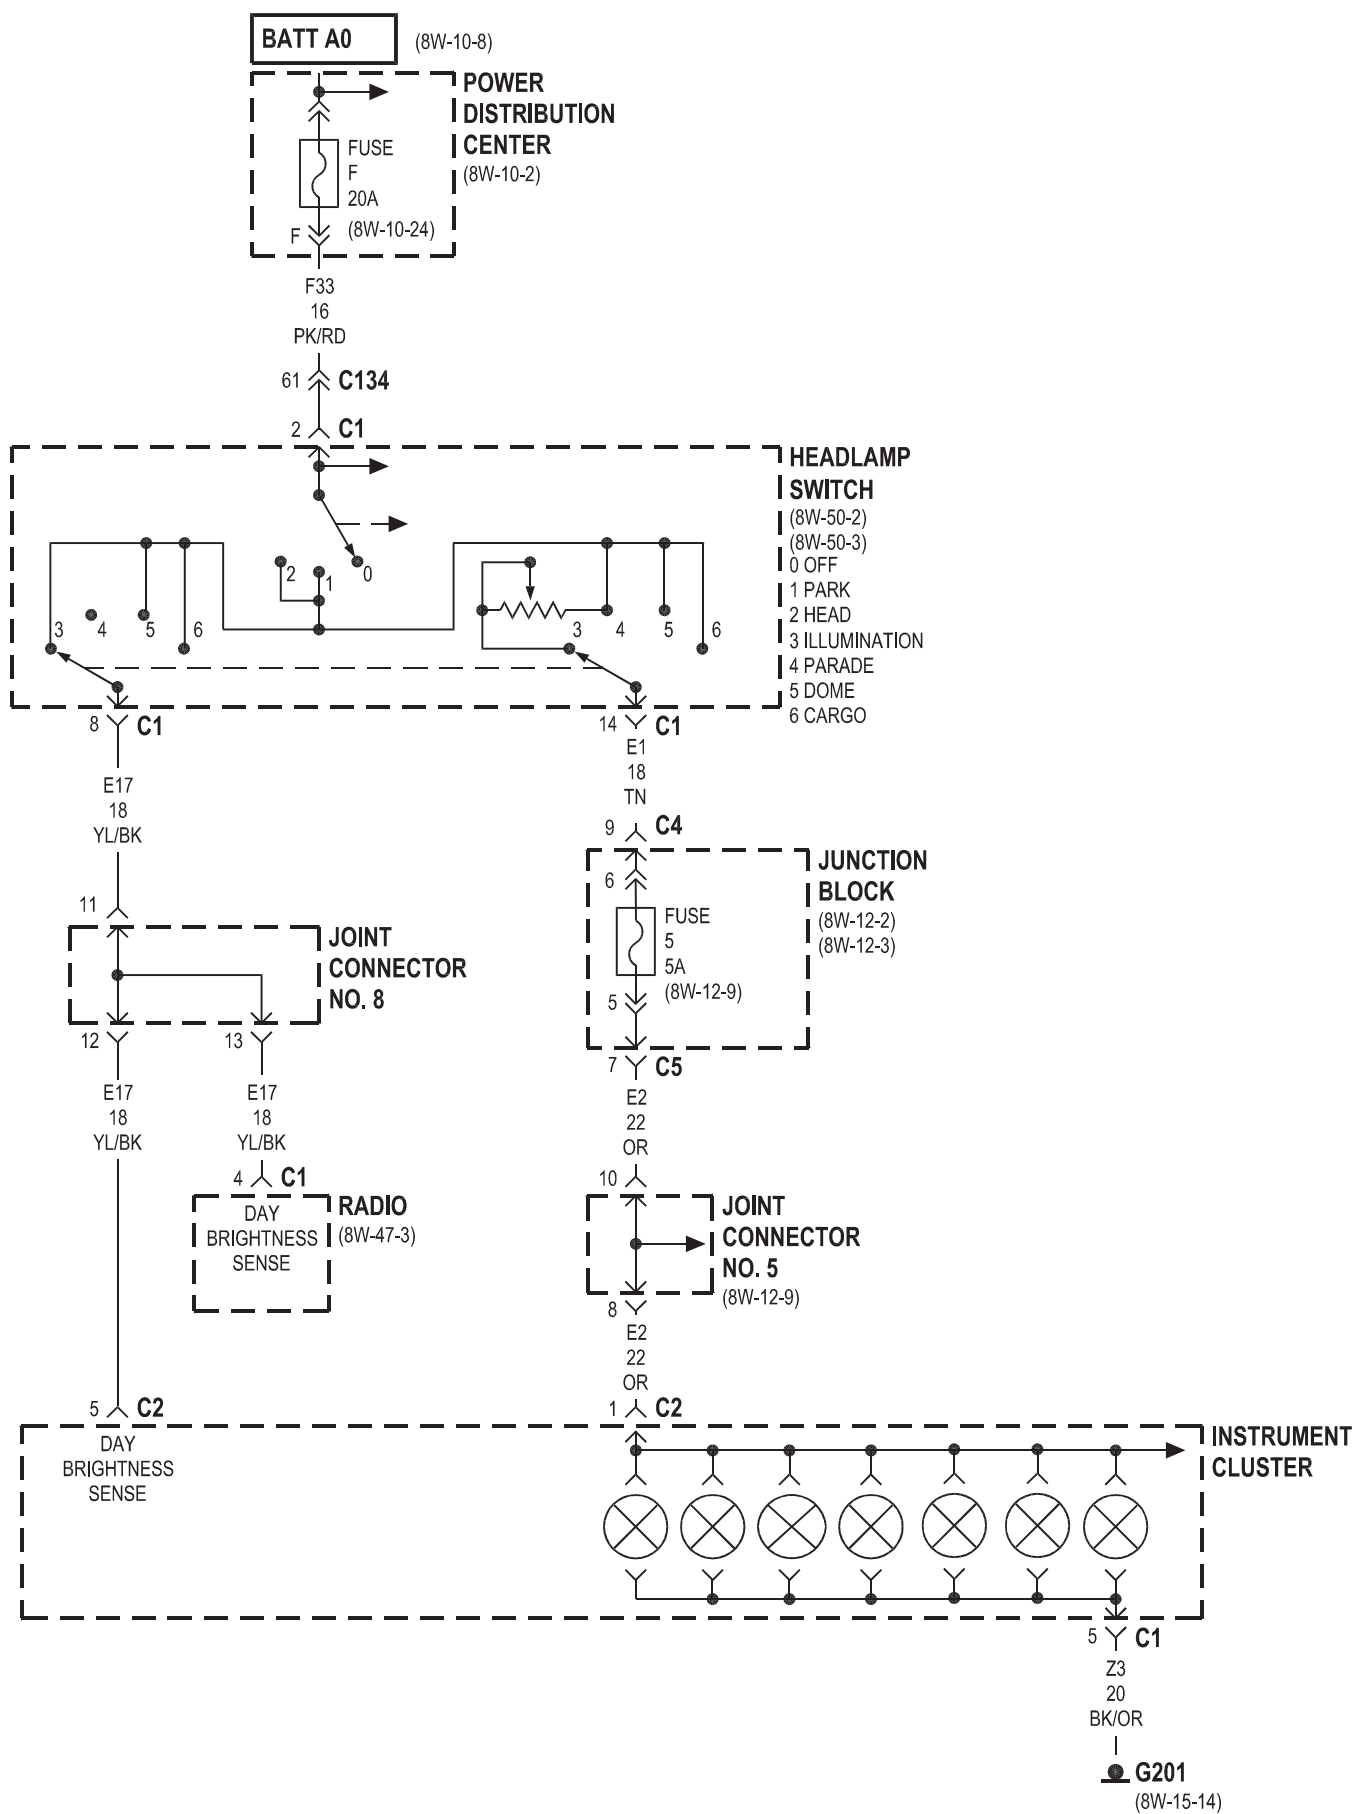 BATT A0
(8W-10-8)
POWER
DISTRIBUTION
CENTER
(8W-10-2)
FUSE
F
20A
(8W-10-24)
F
F33
16
PK/RD
61 C134
2 C1
HEADLAMP
SWITCH
(8W-50-2)
(8W-50-3)
0 OFF
1 PARK
2 HEAD
3 ILLUMINATION
4 PARADE
5 DOME
6 CARGO
2 1 0
3 4 5 6
3 4 5 6
8 C1
14 C1
E17
18
YL/BK
E1
18
TN
9 C4
JUNCTION
BLOCK
(8W-12-2)
(8W-12-3)
6
FUSE
5
5A
(8W-12-9)
5
7 C5
11
JOINT
CONNECTOR
NO. 8
12
13
E17
18
YL/BK
E17
18
YL/BK
4 C1
RADIO
(8W-47-3)
DAY
BRIGHTNESS
SENSE
E2
22
OR
10
JOINT
CONNECTOR
NO. 5
(8W-12-9)
8
E2
22
OR
5 C2
1 C2
INSTRUMENT
CLUSTER
DAY
BRIGHTNESS
SENSE
5 C1
Z3
20
BK/OR
G201
(8W-15-14)